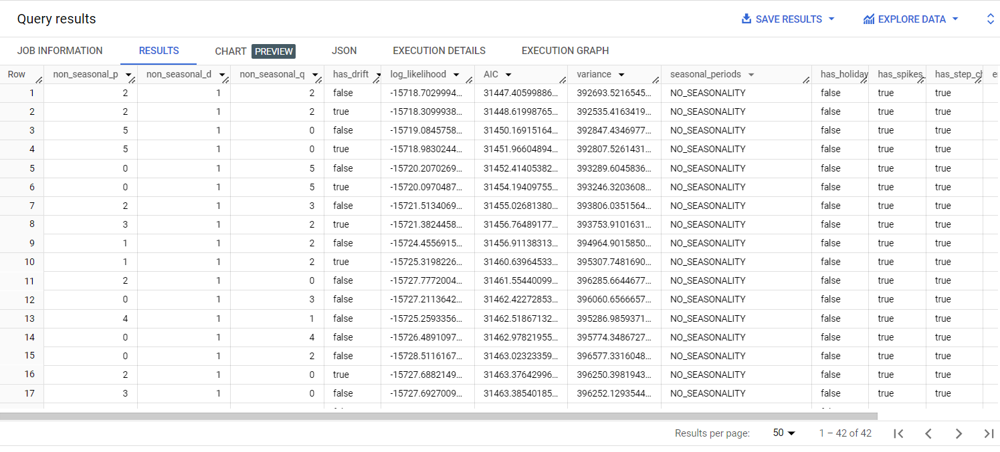 Query results SAVE RESULTS EXPLORE DATA
JOB INFORMATION RESULTS CHART PREVIEW JSON EXECUTION DETAILS EXECUTION GRAPH
Row non_seasonal_p non_seasonal_d non_seasonal_q has_drift log_likelihood AIC variance seasonal_periods has_holiday has_spikes_ has_step_ch e
1 2 1 2 false -15718.7029994... 31447.40599886... 392693.5216545... NO_SEASONALITY false true true
2 2 1 2 true -15718.3099938... 31448.61998765... 392535.4163419... NO_SEASONALITY false true true
3 5 1 0 false -15719.0845758... 31450.16915164... 392847.4346977... NO_SEASONALITY false true true
4 5 1 0 true -15718.9830244... 31451.96604894... 392807.5261431... NO_SEASONALITY false true true
5 0 1 5 false -15720.2070269... 31452.41405382... 393289.6045836... NO_SEASONALITY false true true
6 0 1 5 true -15720.0970487... 31454.19409755... 393246.3203608... NO_SEASONALITY false true true
7 2 1 3 false -15721.5134069... 31455.02681380... 393806.0351564... NO_SEASONALITY false true true
8 3 1 2 true -15721.3824458... 31456.76489177... 393753.9101631... NO_SEASONALITY false true true
9 1 1 2 false -15724.4556915... 31456.91138313... 394964.9015850... NO_SEASONALITY false true true
10 1 1 2 true -15725.3198226... 31460.63964533... 395307.7481690... NO_SEASONALITY false true true
11 2 1 0 false -15727.7772004... 31461.55440099... 396285.6644677... NO_SEASONALITY false true true
12 0 1 3 false -15727.2113642... 31462.42272853... 396060.6566657... NO_SEASONALITY false true true
13 4 1 1 false -15725.2593356... 31462.51867132... 395286.9859371... NO_SEASONALITY false true true
14 0 1 4 false -15726.4891097... 31462.97821955... 395774.3486727... NO_SEASONALITY false true true
15 0 1 2 false -15728.5116167... 31463.02323359... 396577.3316048... NO_SEASONALITY false true true
16 2 1 0 true -15727.6882149... 31463.37642996... 396250.3981943... NO_SEASONALITY false true true
17 3 1 0 false -15727.6927009... 31463.38540185... 396252.1293544... NO_SEASONALITY false true true
Results per page: 50 1 – 42 of 42